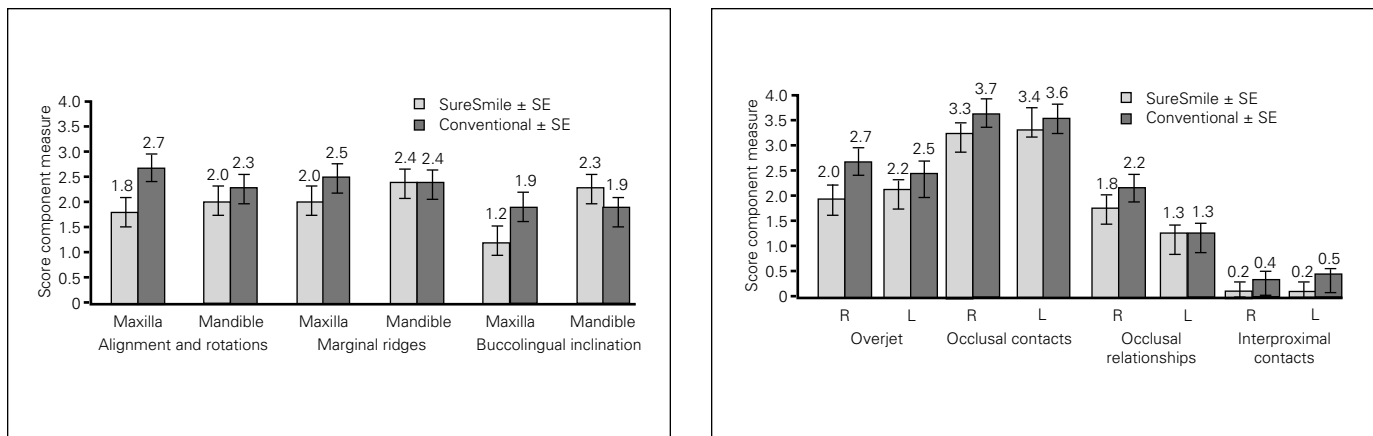 Score component measure
4.0
3.5
3.0
2.5
2.0
1.5
1.0
0.5
0
SureSmile ± SE
Conventional ± SE
1.8 2.7 2.0 2.3 2.0 2.5 2.4 2.4 1.2 1.9 2.3 1.9
Maxilla Mandible Maxilla Mandible Maxilla Mandible
Alignment and rotations Marginal ridges Buccolingual inclination
Score component measure
4.0
3.5
3.0
2.5
2.0
1.5
1.0
0.5
0
SureSmile ± SE
Conventional ± SE
2.0 2.7 2.2 2.5 3.3 3.7 3.4 3.6 1.8 2.2 1.3 1.3 0.2 0.4 0.2 0.5
R L R L R L R L
Overjet Occlusal contacts Occlusal Interproximal
relationships contacts